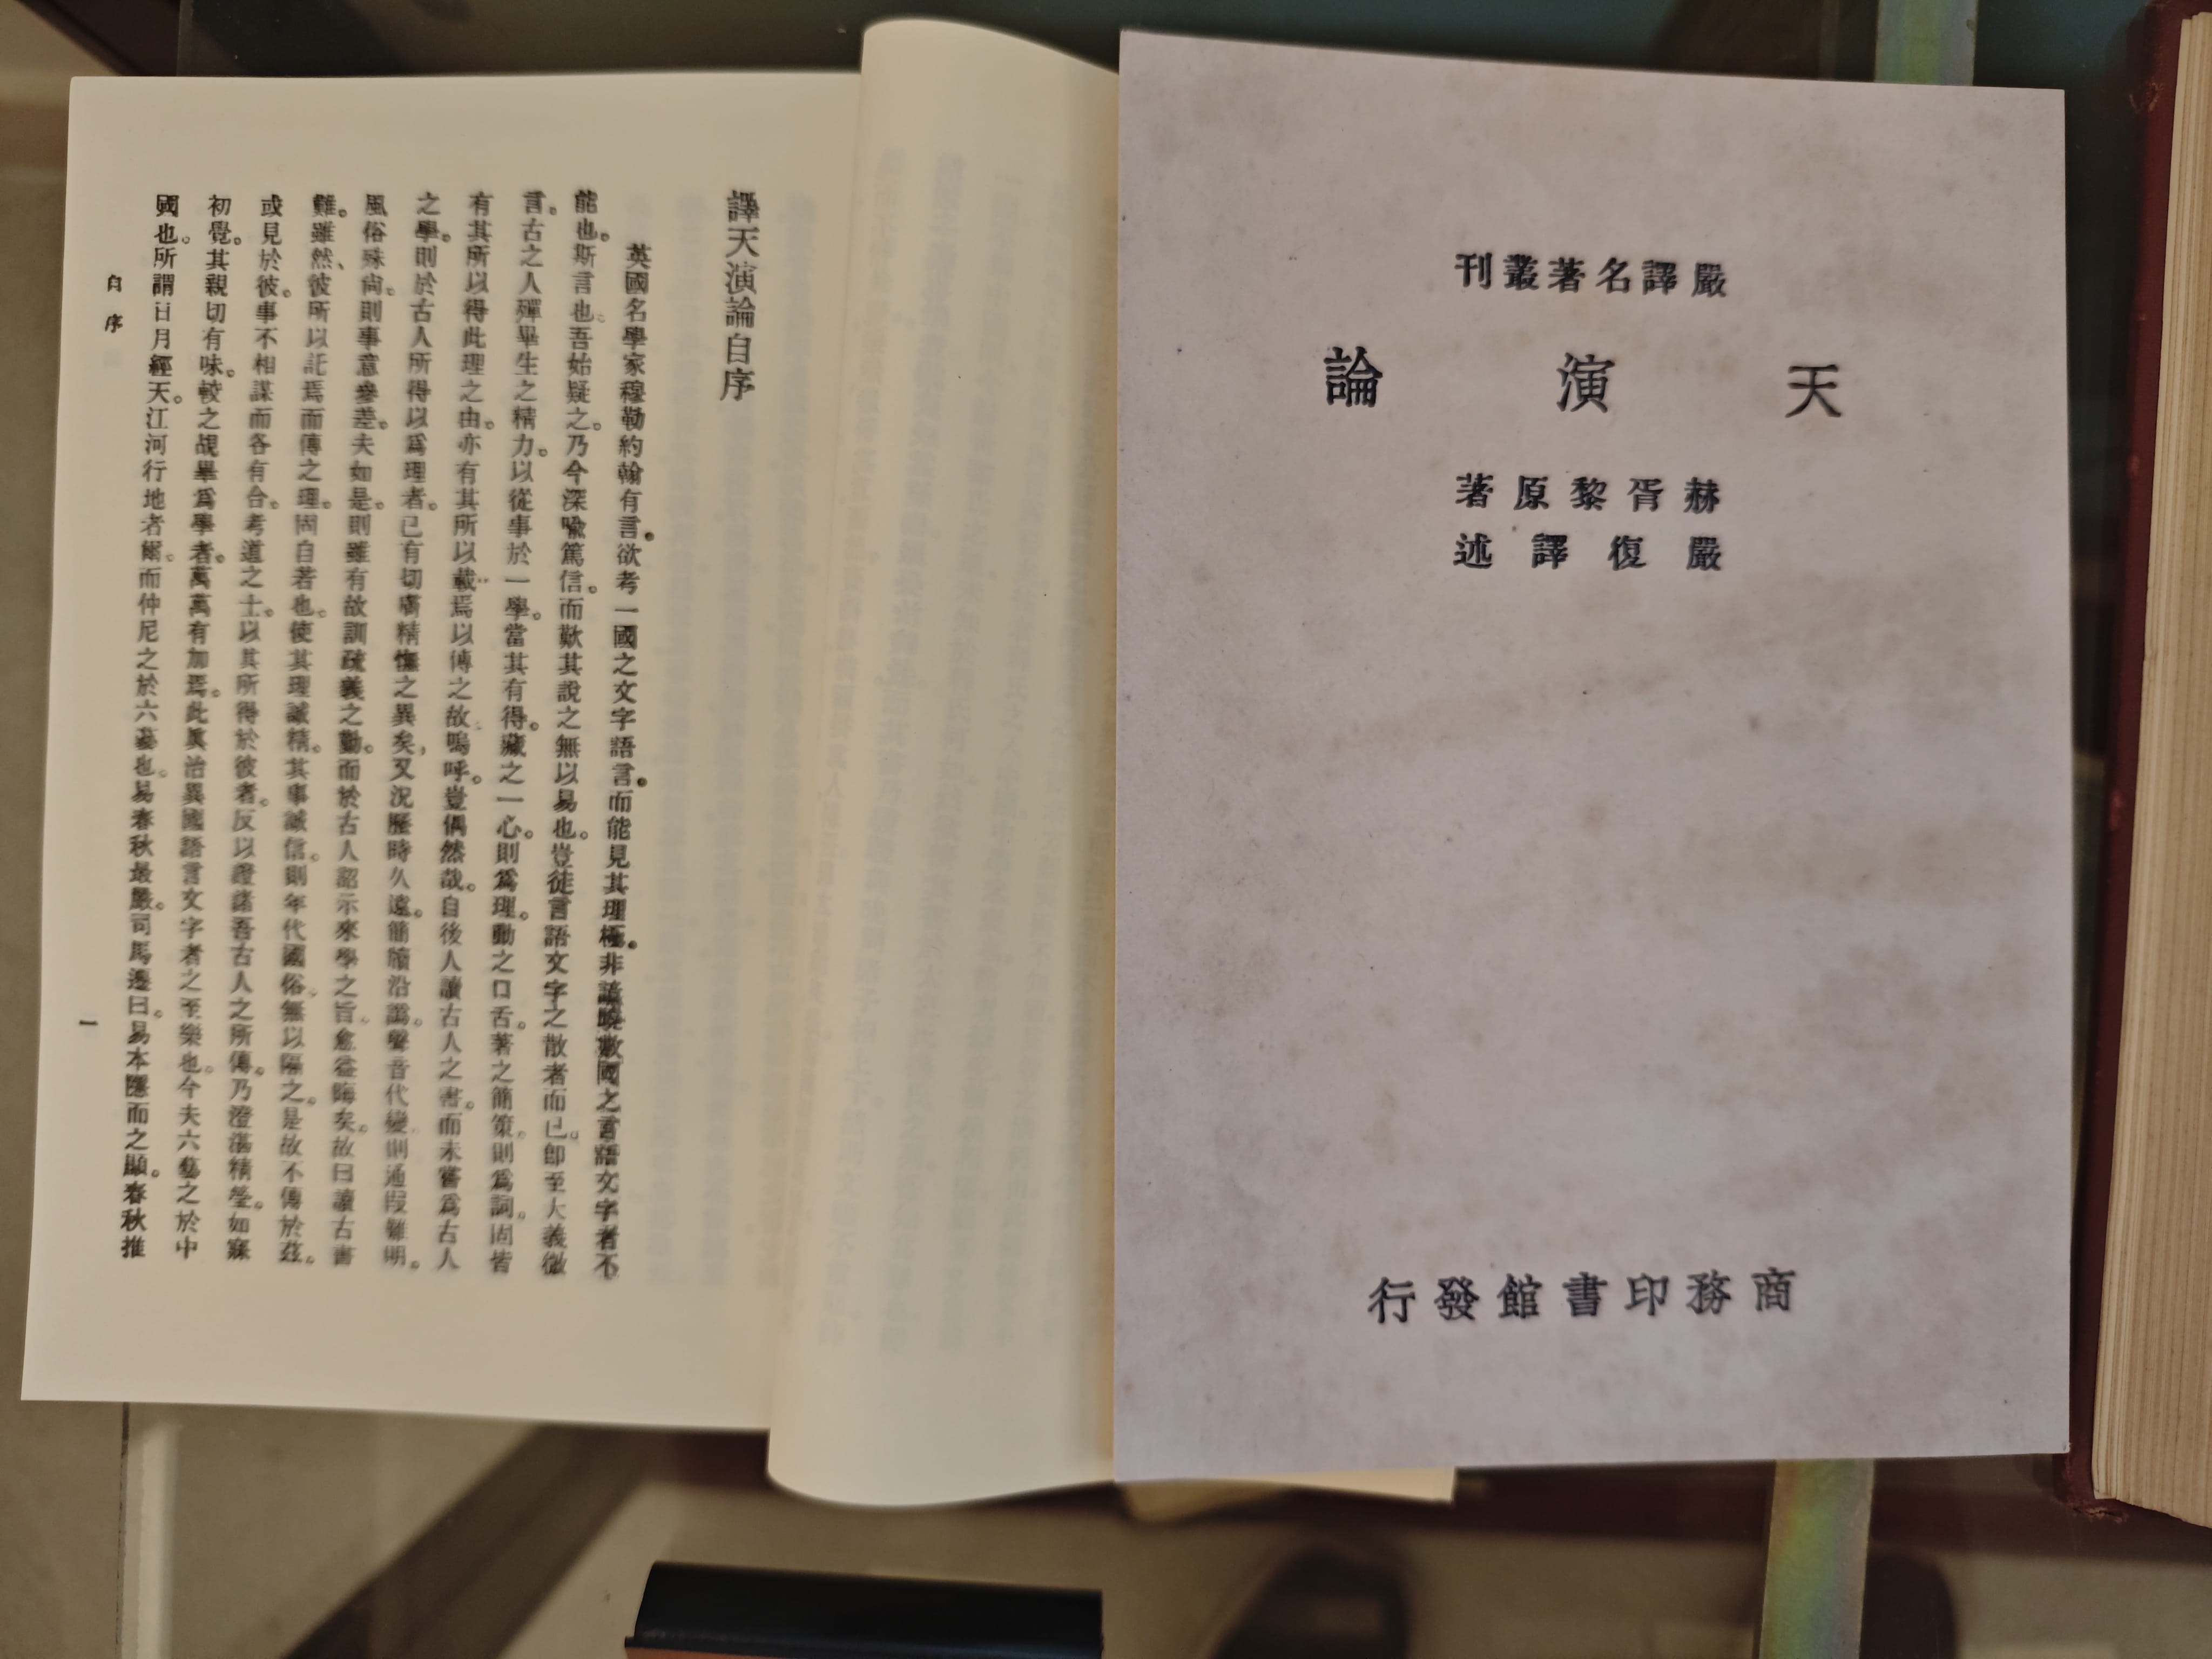 嚴譯名著叢刊
天演論
赫胥黎原著
嚴復譯述
商務印書館發行
譯天演論自序
英國名學家穆勒約翰有言。欲考一國之文字語言。而能見其理極。非諳曉數國之言語文字者不
能也。斯言也。吾始疑之。乃今深喩篤信。而歎其說之無以易也。豈徒言語文字之散者而已。卽至大義微
言。古之人殫畢生之精力。以從事於一學。當其有得。藏之一心。則爲理。動之口舌。著之簡策。則爲詞。固皆
有其所以得此理之由。亦有其所以載焉以傳之故。嗚呼。豈偶然哉。自後人讀古人之書。而未嘗爲古人
之學。則於古人所得以爲理者。已有切膚精憮之異矣，又況歷時久遠。簡牘沿譌。聲音代變。則通叚難明。
風俗殊尙。則事意參差。夫如是。則雖有故訓疏義之勤。而於古人詔示來學之旨。愈益晦矣。故曰讀古書
難。雖然、彼所以託焉而傳之理。固自若也。使其理誠精。其事誠信。則年代國俗。無以隔之。是故不傳於茲。
或見於彼。事不相謀而各有合。考道之士。以其所得於彼者。反以證諸吾古人之所傳。乃澄湛精瑩。如寐
初覺。其親切有味。較之覘畢爲學者。萬萬有加焉。此眞治異國語言文字者之至樂也。今夫六藝之於中
國也。所謂日月經天。江河行地者爾。而仲尼之於六藝也。易春秋最嚴。司馬遷曰。易本隱而之顯。春秋推
自序
一